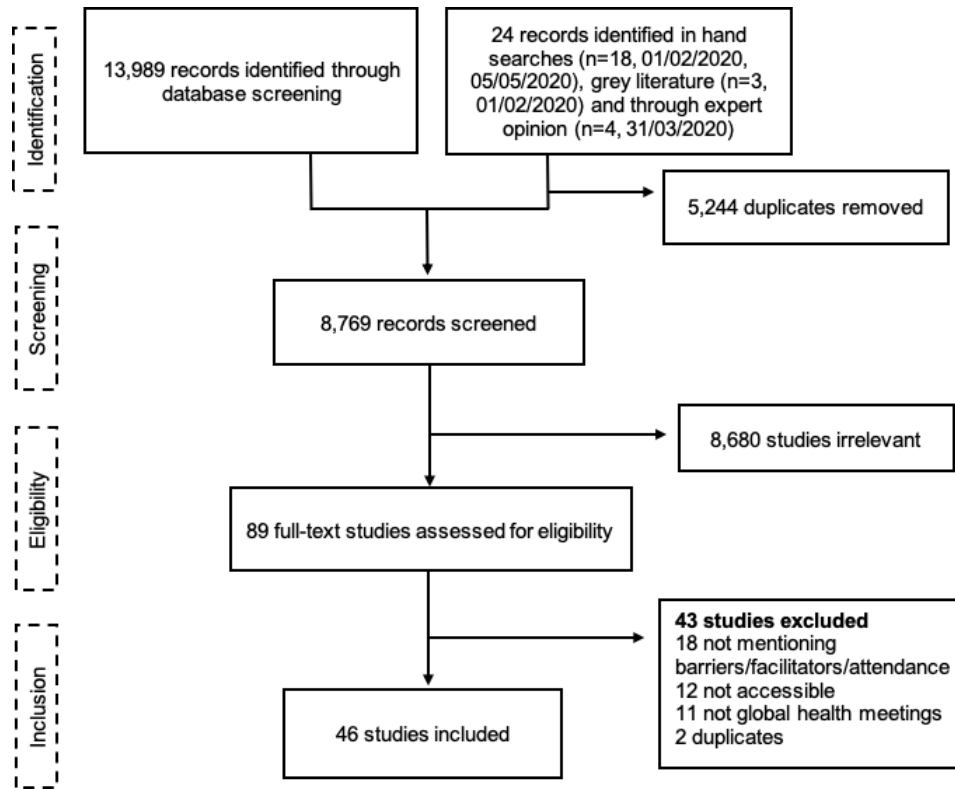 Identification
13,989 records identified through
database screening
24 records identified in hand
searches (n=18, 01/02/2020,
05/05/2020), grey literature (n=3,
01/02/2020) and through expert
opinion (n=4, 31/03/2020)
5,244 duplicates removed
Screening
8,769 records screened
8,680 studies irrelevant
Eligibility
89 full-text studies assessed for eligibility
Inclusion
43 studies excluded
18 not mentioning
barriers/facilitators/attendance
12 not accessible
11 not global health meetings
2 duplicates
46 studies included